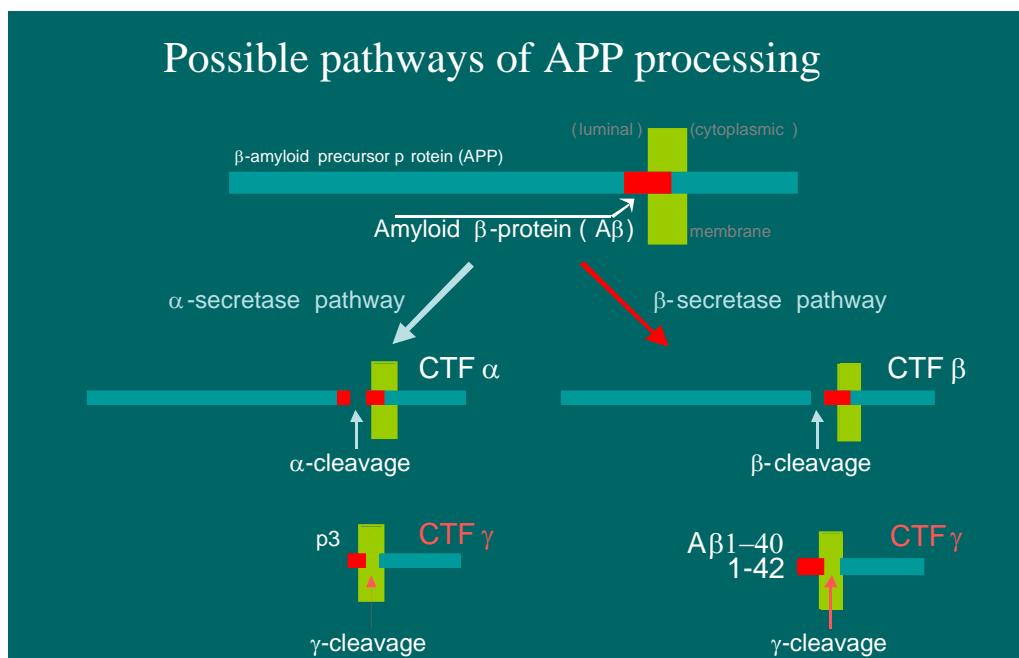 Possible pathways of APP processing
(luminal ) (cytoplasmic )
β-amyloid precursor p rotein (APP)
Amyloid β-protein ( Aβ)
membrane
α-secretase pathway
β-secretase pathway
CTF α
CTF β
α-cleavage
β-cleavage
p3
CTF γ
Aβ1–40
1-42
CTF γ
γ-cleavage
γ-cleavage